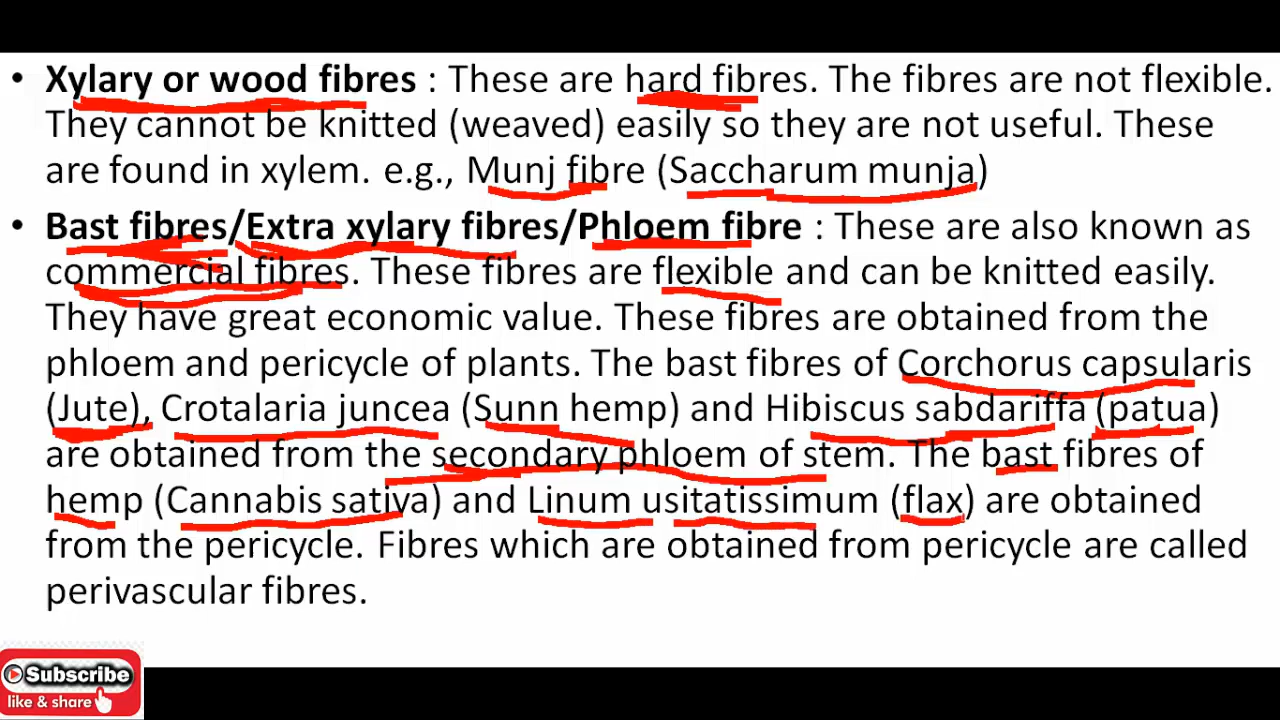 • Xylary or wood fibres : These are hard fibres. The fibres are not flexible.
They cannot be knitted (weaved) easily so they are not useful. These
are found in xylem. e.g., Munj fibre (Saccharum munja)
• Bast fibres/Extra xylary fibres/Phloem fibre : These are also known as
commercial fibres. These fibres are flexible and can be knitted easily.
They have great economic value. These fibres are obtained from the
phloem and pericycle of plants. The bast fibres of Corchorus capsularis
(Jute), Crotalaria juncea (Sunn hemp) and Hibiscus sabdariffa (patua)
are obtained from the secondary phloem of stem. The bast fibres of
hemp (Cannabis sativa) and Linum usitatissimum (flax) are obtained
from the pericycle. Fibres which are obtained from pericycle are called
perivascular fibres.
Subscribe
like & share